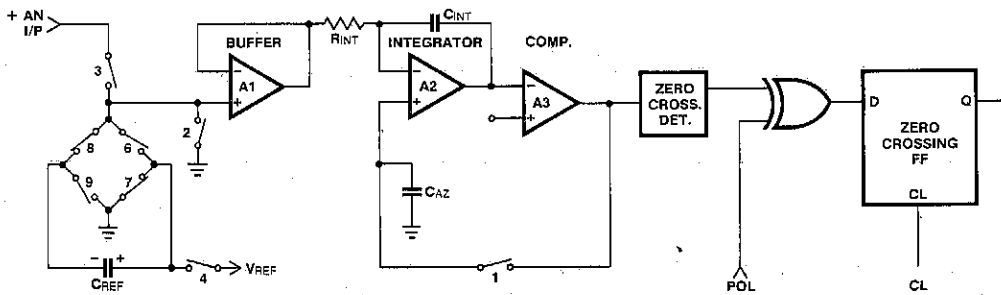 + AN
I/P
3
8
6
9
7
- +
CREF
4
VREF
2
BUFFER
-
A1
+
RINT
CINT
INTEGRATOR
-
A2
+
CAZ
1
COMP.
-
A3
+
ZERO
CROSS.
DET.
POL
D
Q
ZERO
CROSSING
FF
CL
CL